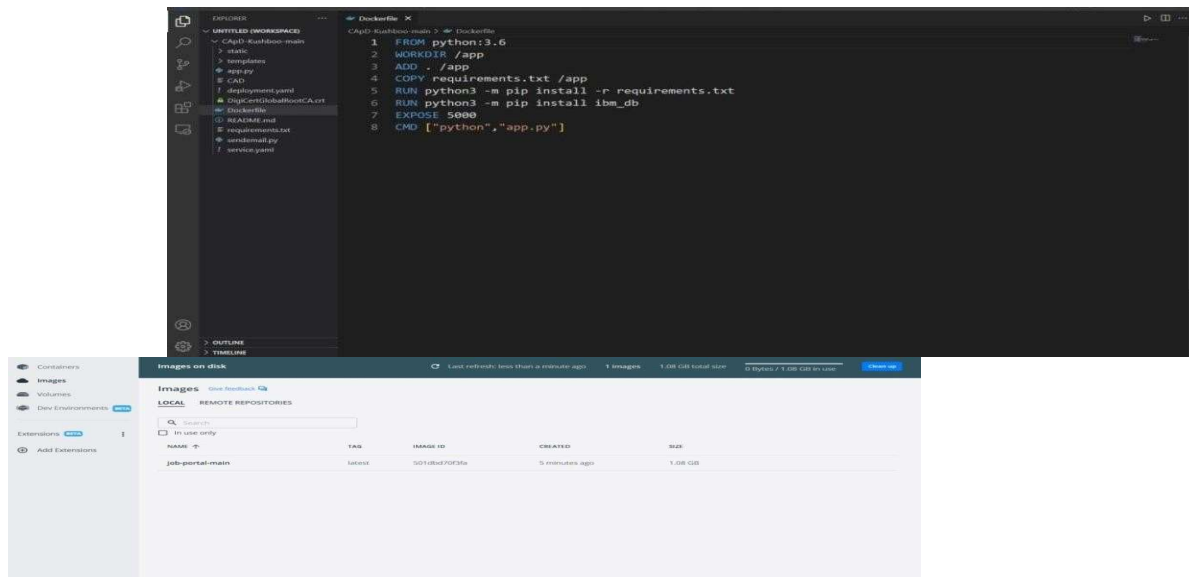 EXPLORER ...
UNTITLED (WORKSPACE)
CApD-Kushboo-main
static
templates
app.py
CAD
deployment.yaml
DigiCertGlobalRootCA.crt
Dockerfile
README.md
requirements.txt
sendemail.py
service.yaml
OUTLINE
TIMELINE
Dockerfile
CApD-Kushboo-main > Dockerfile
1 FROM python:3.6
2 WORKDIR /app
3 ADD . /app
4 COPY requirements.txt /app
5 RUN python3 -m pip install -r requirements.txt
6 RUN python3 -m pip install ibm_db
7 EXPOSE 5000
8 CMD ["python","app.py"]
Containers
Images
Volumes
Dev Environments BETA
Extensions BETA
Add Extensions
Images on disk Last refresh: less than a minute ago 1 images 1.08 GB total size 0 Bytes / 1.08 GB in use Clean up
Images Give feedback
LOCAL REMOTE REPOSITORIES
Search
In use only
NAME TAG IMAGE ID CREATED SIZE
job-portal-main latest 501dbd70f3fa 5 minutes ago 1.08 GB